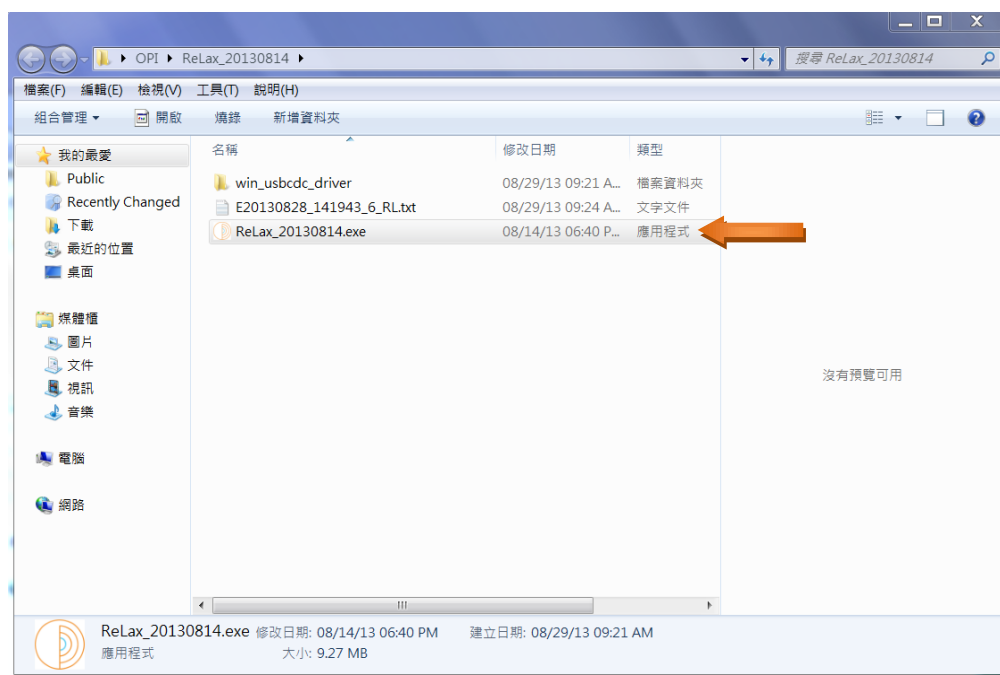 OPI ReLax_20130814
搜尋 ReLax_20130814
檔案(F) 編輯(E) 檢視(V) 工具(T) 說明(H)
組合管理 開啟 燒錄 新增資料夾
我的最愛
Public
Recently Changed
下載
最近的位置
桌面
媒體櫃
圖片
文件
視訊
音樂
電腦
網路
名稱 修改日期 類型
win_usbcdc_driver 08/29/13 09:21 A... 檔案資料夾
E20130828_141943_6_RL.txt 08/29/13 09:24 A... 文字文件
ReLax_20130814.exe 08/14/13 06:40 P... 應用程式
沒有預覽可用
ReLax_20130814.exe 修改日期: 08/14/13 06:40 PM 建立日期: 08/29/13 09:21 AM
應用程式 大小: 9.27 MB